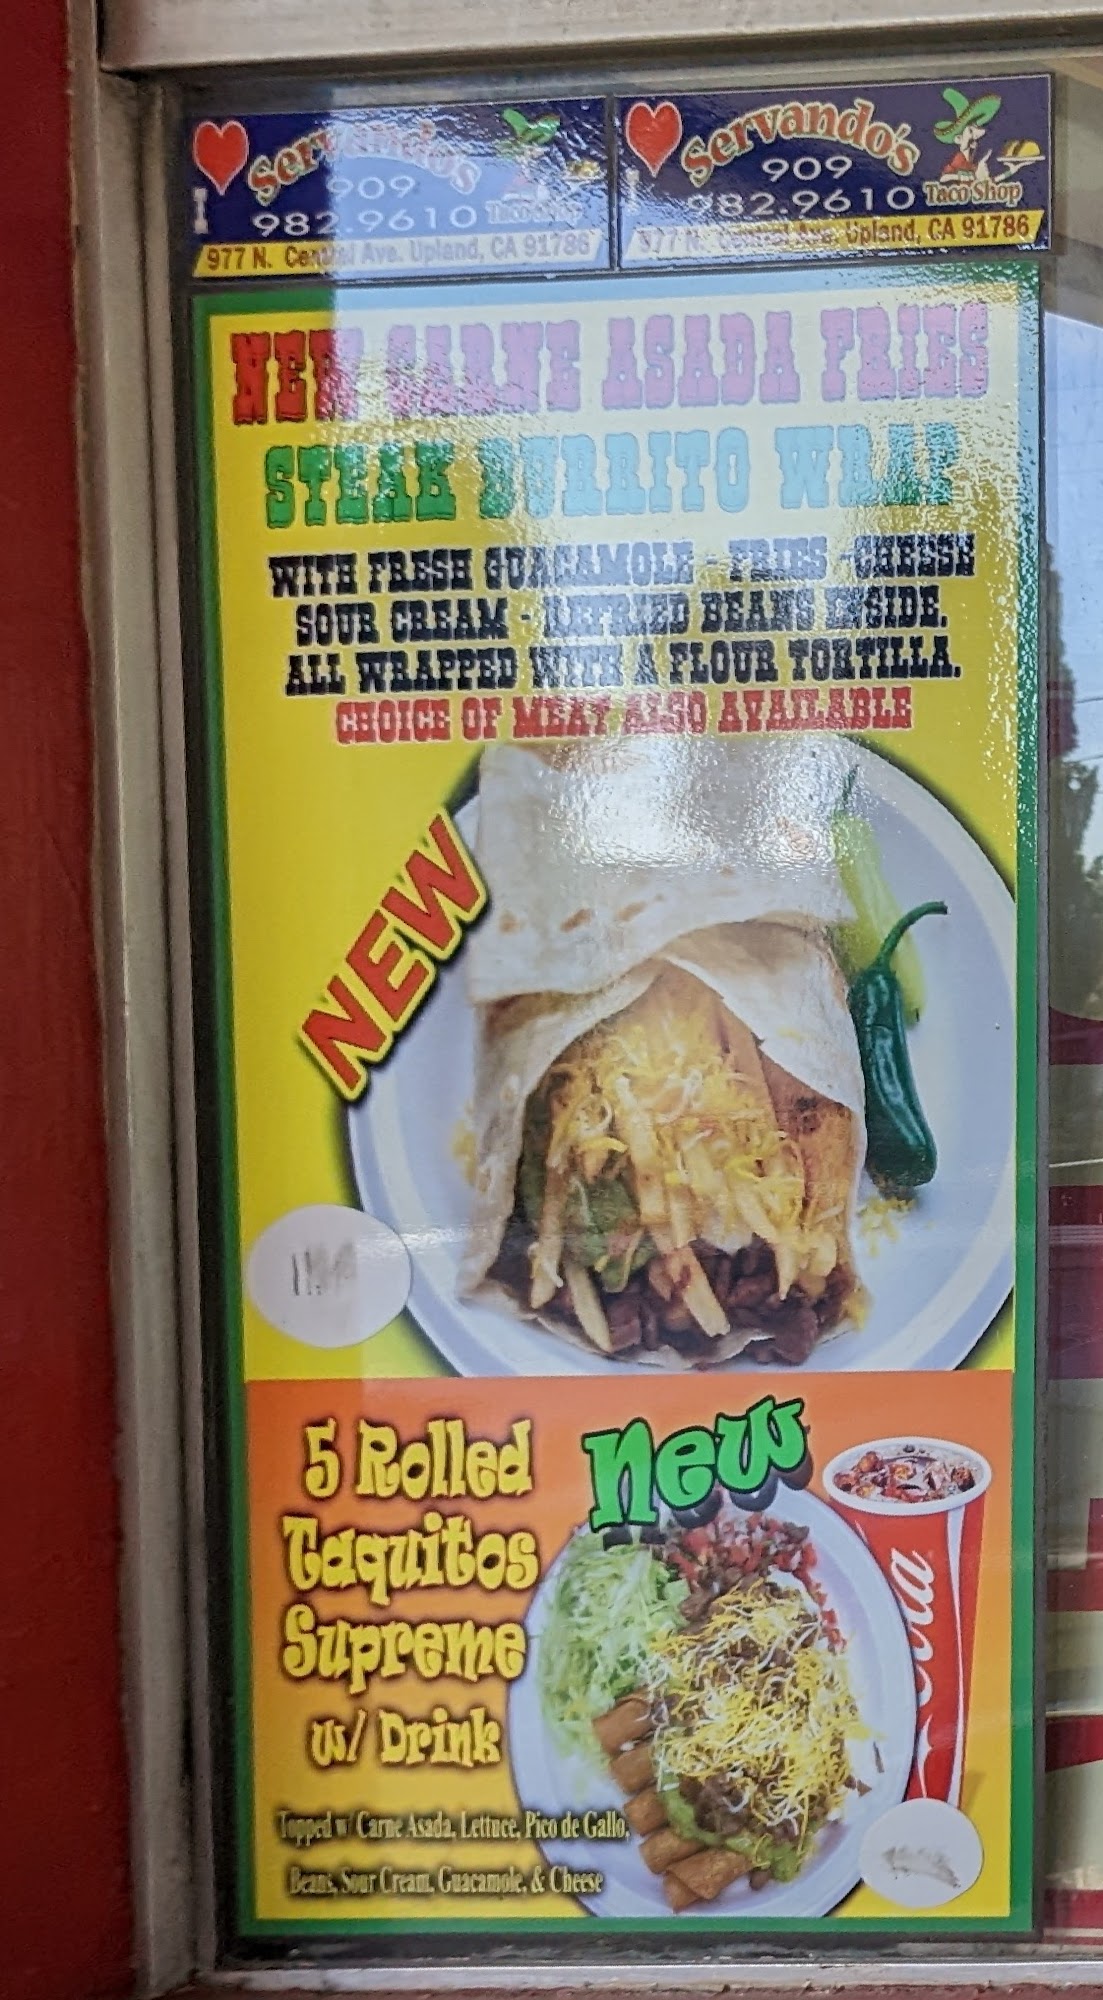 I Servando's
909
982.9610 Taco Shop
977 N. Central Ave. Upland, CA 91786
I Servando's
909
982.9610 Taco Shop
977 N. Central Ave. Upland, CA 91786
NEW CARNE ASADA FRIES
STEAK BURRITO WRAP
WITH FRESH GUACAMOLE - FRIES - CHEESE
SOUR CREAM - REFRIED BEANS INSIDE.
ALL WRAPPED WITH A FLOUR TORTILLA.
CHOICE OF MEAT ALSO AVAILABLE
NEW
5 Rolled
Taquitos
Supreme
w/ Drink
New
Topped w/ Carne Asada, Lettuce, Pico de Gallo,
Beans, Sour Cream, Guacamole, & Cheese